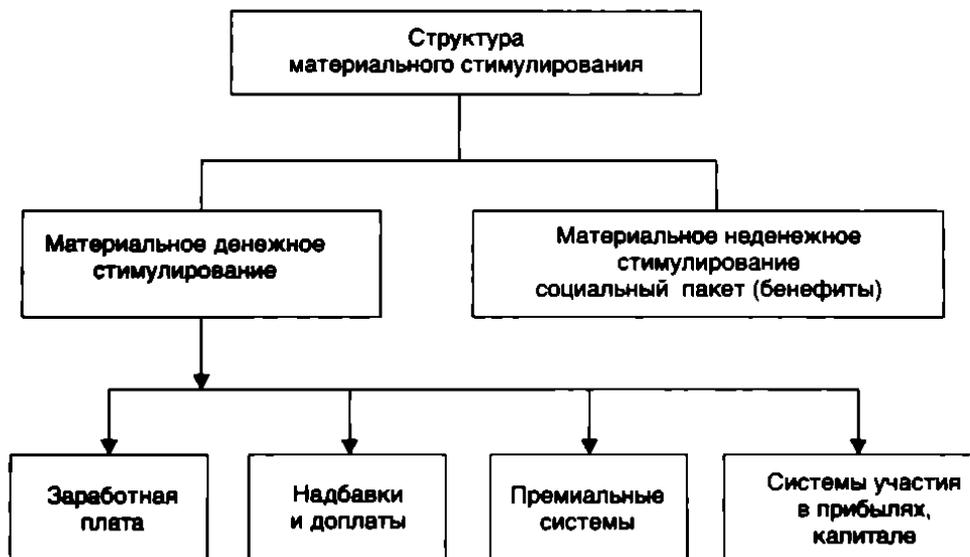 Структура
материального стимулирования
Материальное денежное
стимулирование
Материальное неденежное
стимулирование
социальный пакет (бенефиты)
Заработная
плата
Надбавки
и доплаты
Премиальные
системы
Системы участия
в прибылях,
капитале